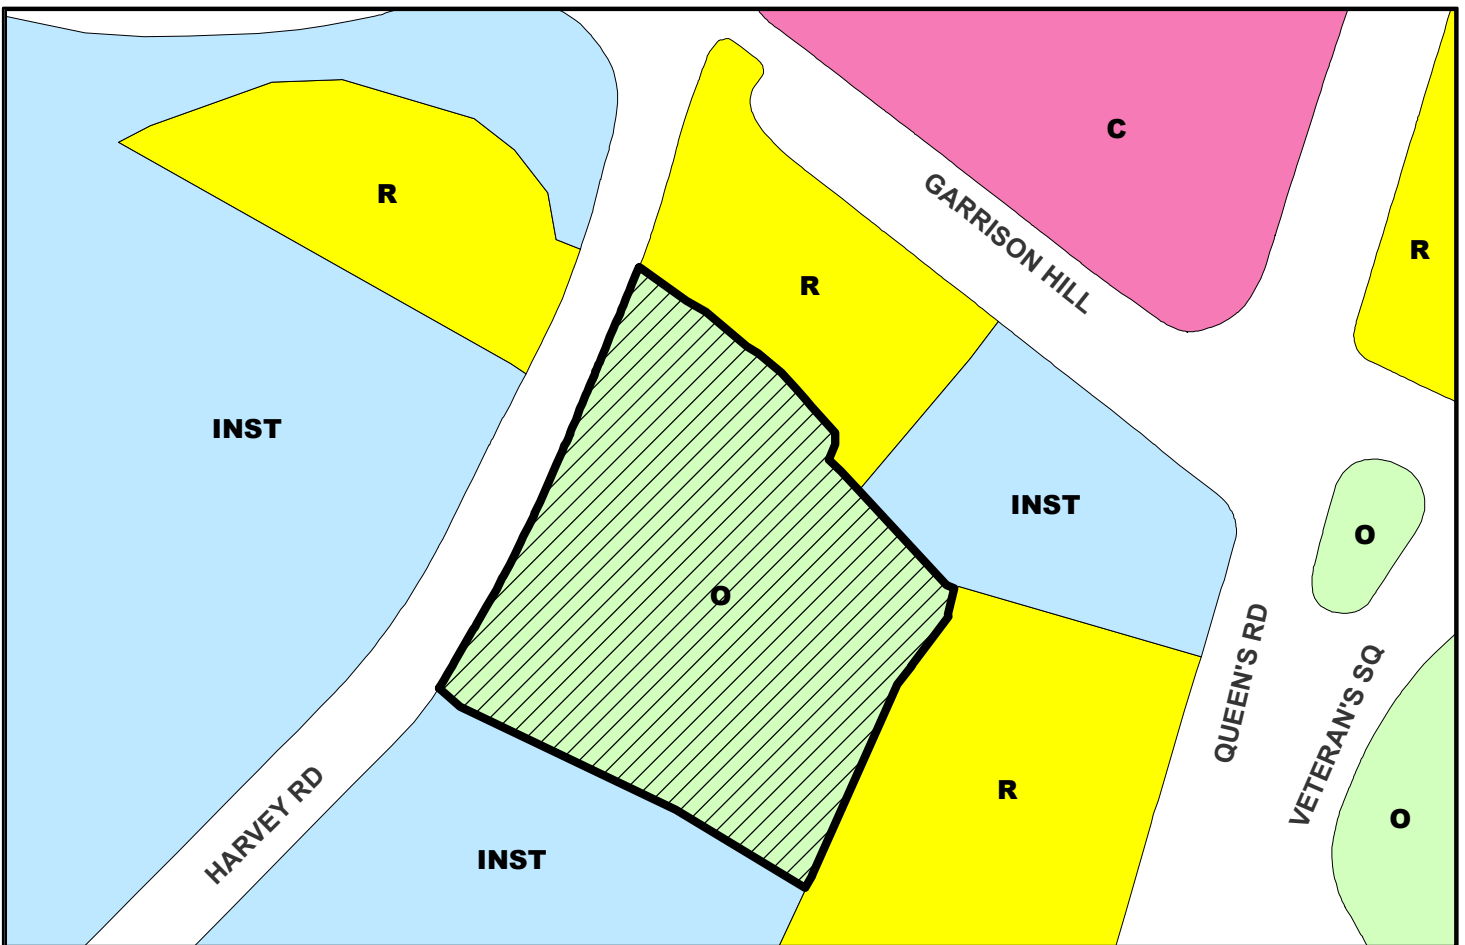 C
GARRISON HILL
R
R
R
INST
INST
O
O
QUEEN'S RD
VETERAN'S SQ
R
O
HARVEY RD
INST